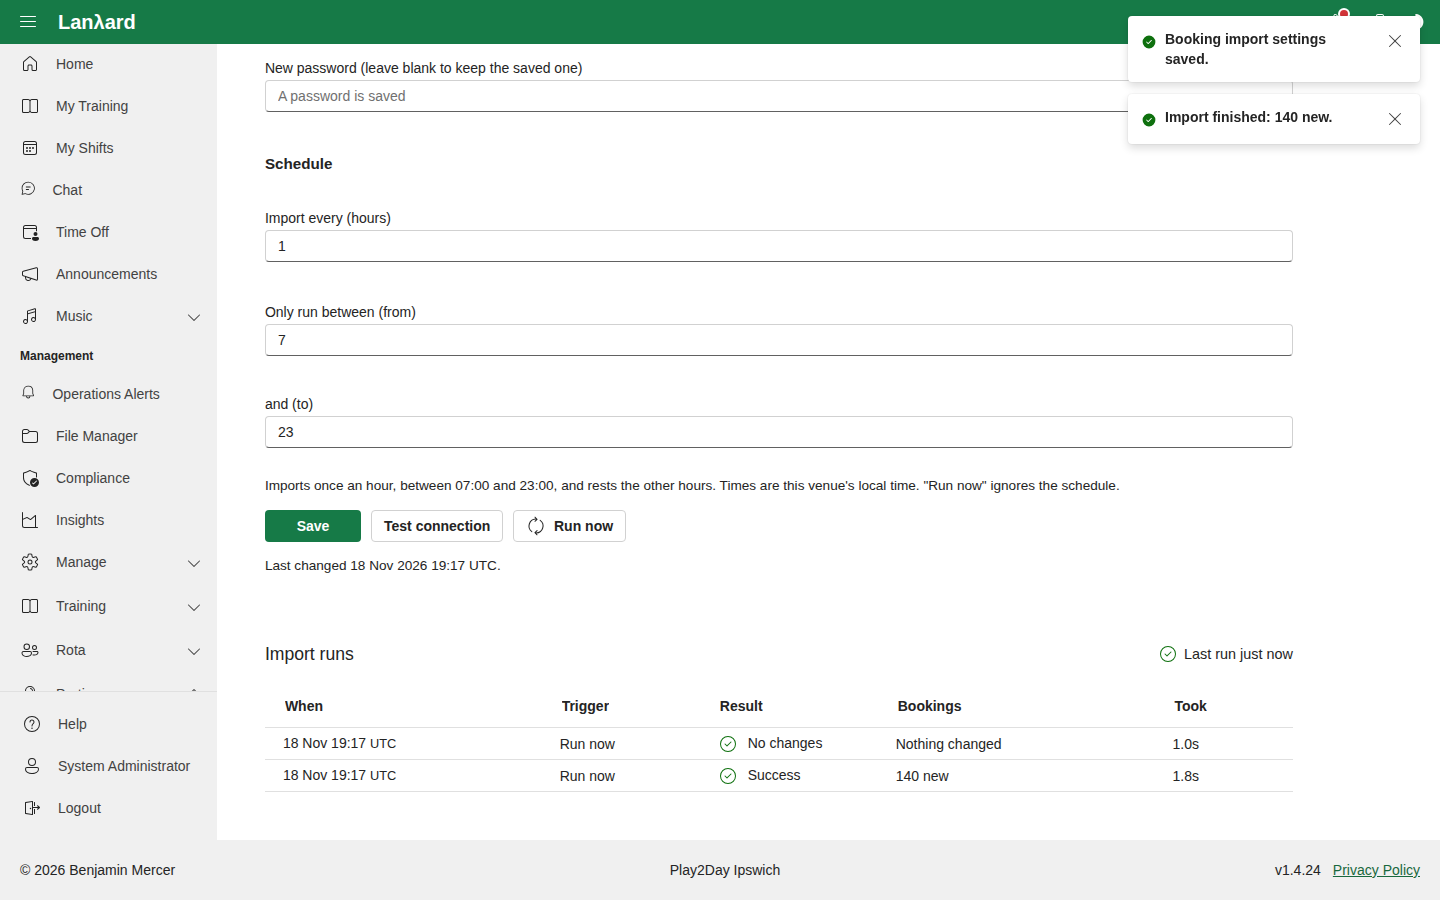 Lanλard
Booking import settings
saved.
Import finished: 140 new.
Home
My Training
My Shifts
Chat
Time Off
Announcements
Music
Management
Operations Alerts
File Manager
Compliance
Insights
Manage
Training
Rota
Help
System Administrator
Logout
New password (leave blank to keep the saved one)
A password is saved
Schedule
Import every (hours)
1
Only run between (from)
7
and (to)
23
Imports once an hour, between 07:00 and 23:00, and rests the other hours. Times are this venue's local time. "Run now" ignores the schedule.
Save Test connection Run now
Last changed 18 Nov 2026 19:17 UTC.
Import runs Last run just now
When Trigger Result Bookings Took
18 Nov 19:17 UTC Run now No changes Nothing changed 1.0s
18 Nov 19:17 UTC Run now Success 140 new 1.8s
© 2026 Benjamin Mercer Play2Day Ipswich v1.4.24 Privacy Policy